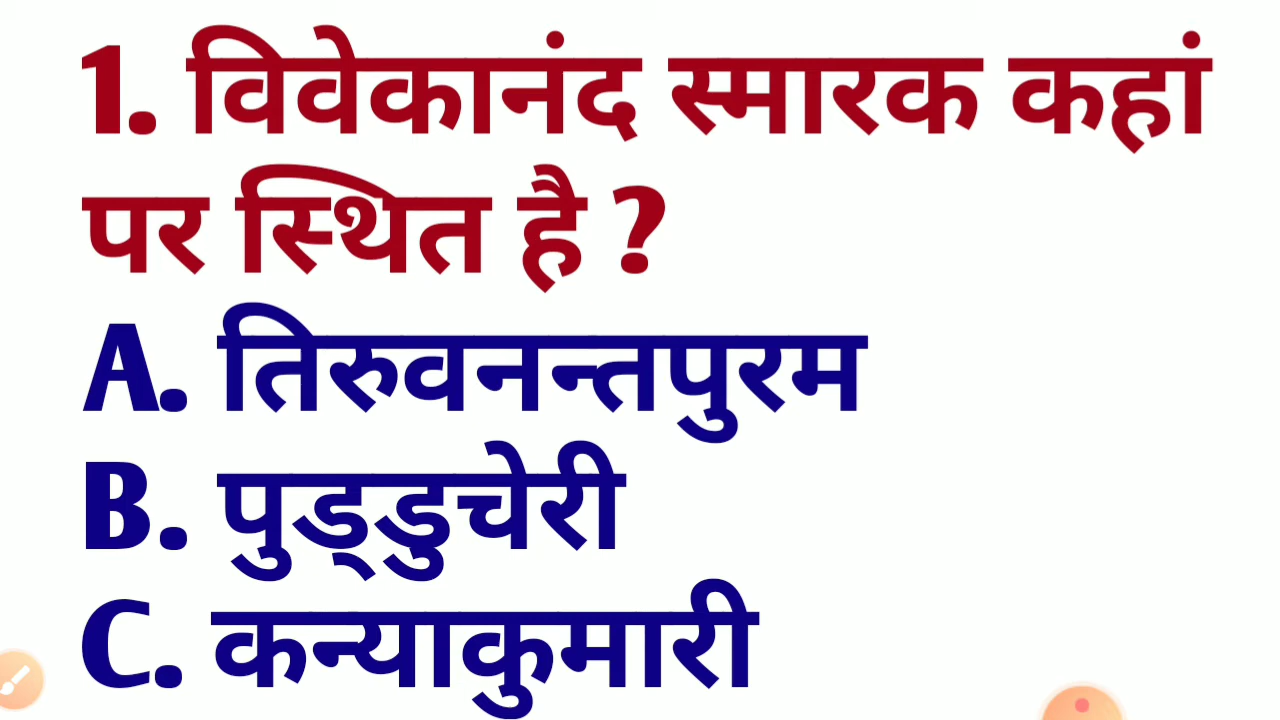 1. विवेकानंद स्मारक कहां
पर स्थित है ?
A. तिरुवनन्तपुरम
B. पुड्डुचेरी
C. कन्याकुमारी